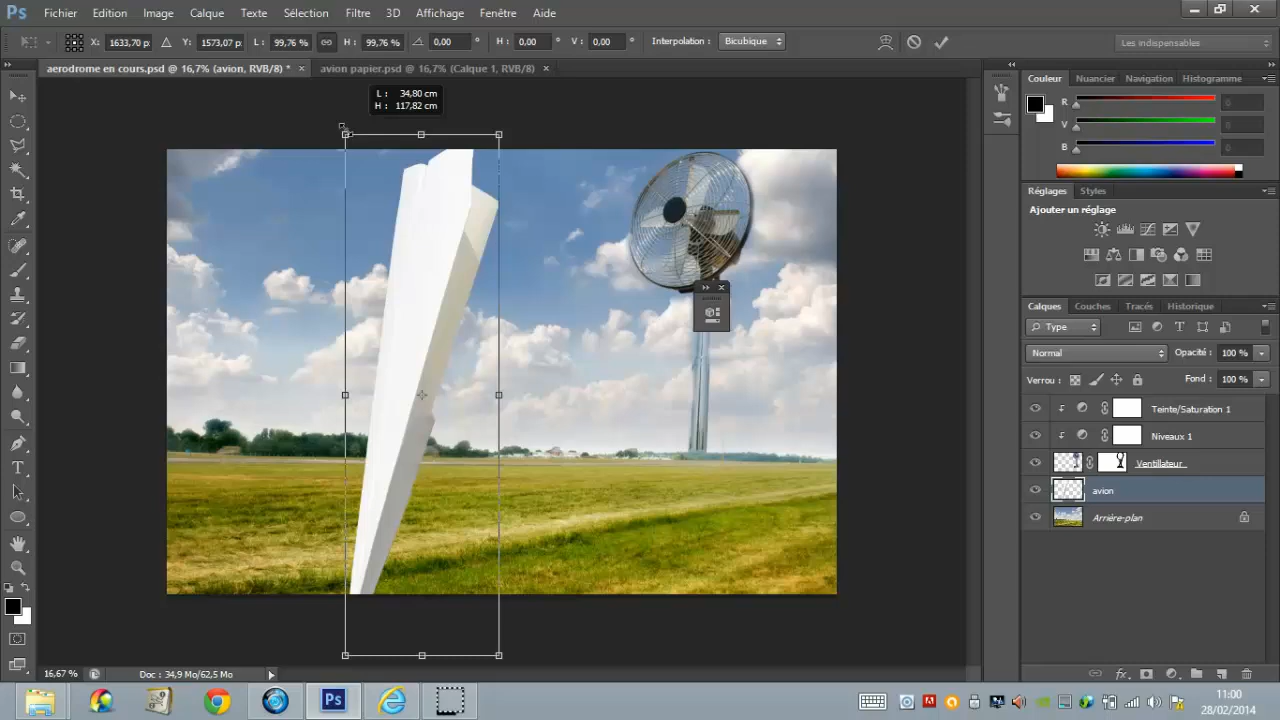 Ps Fichier Edition Image Calque Texte Sélection Filtre 3D Affichage Fenêtre Aide
X: 1633,70 p Y: 1573,07 p L: 99,76 % H: 99,76 % 0,00 ° H: 0,00 ° V: 0,00 ° Interpolation : Bicubique Les indispensables
aerodrome en cours.psd @ 16,7% (avion, RVB/8) * × avion papier.psd @ 16,7% (Calque 1, RVB/8) ×
L : 34,80 cm
H : 117,82 cm
Couleur Nuancier Navigation Histogramme
R 0
V 0
B 0
Réglages Styles
Ajouter un réglage
Calques Couches Tracés Historique
Type
Normal Opacité : 100 %
Verrou : Fond : 100 %
Teinte/Saturation 1
Niveaux 1
Ventillateur
avion
Arrière-plan
16,67 % Doc : 34,9 Mo/62,5 Mo
Ps
11:00
28/02/2014